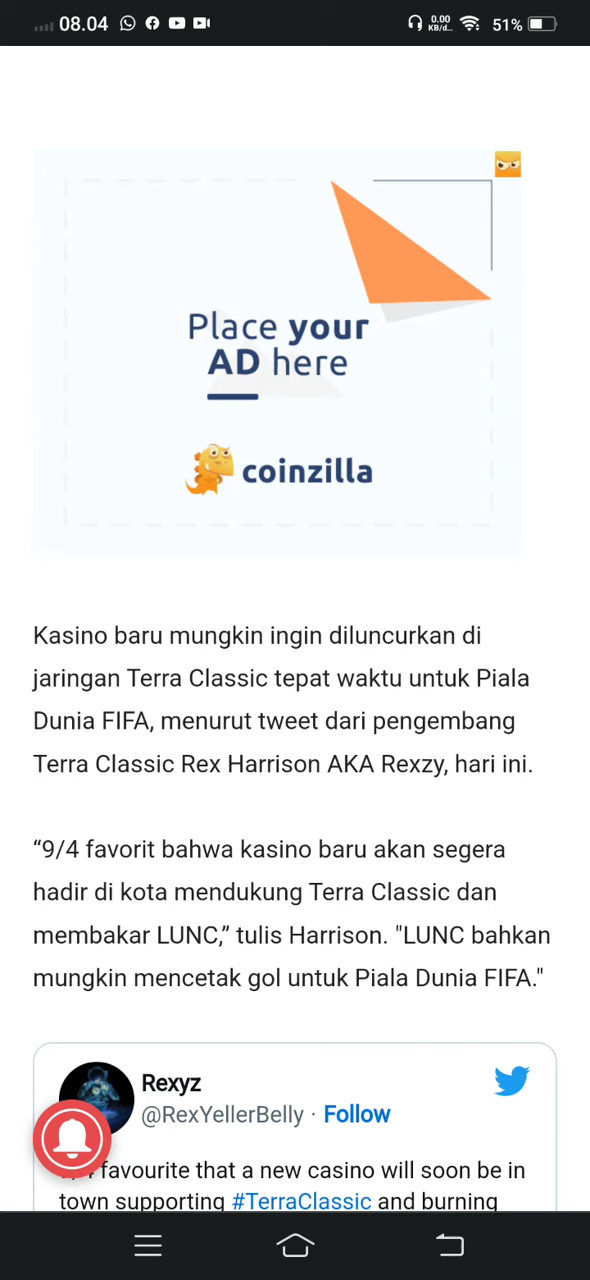 08.04
0.00
KB/d...
51%
Place your
AD here
coinzilla
Kasino baru mungkin ingin diluncurkan di
jaringan Terra Classic tepat waktu untuk Piala
Dunia FIFA, menurut tweet dari pengembang
Terra Classic Rex Harrison AKA Rexzy, hari ini.
“9/4 favorit bahwa kasino baru akan segera
hadir di kota mendukung Terra Classic dan
membakar LUNC,” tulis Harrison. "LUNC bahkan
mungkin mencetak gol untuk Piala Dunia FIFA."
Rexyz
@RexYellerBelly · Follow
favourite that a new casino will soon be in
town supporting #TerraClassic and burning